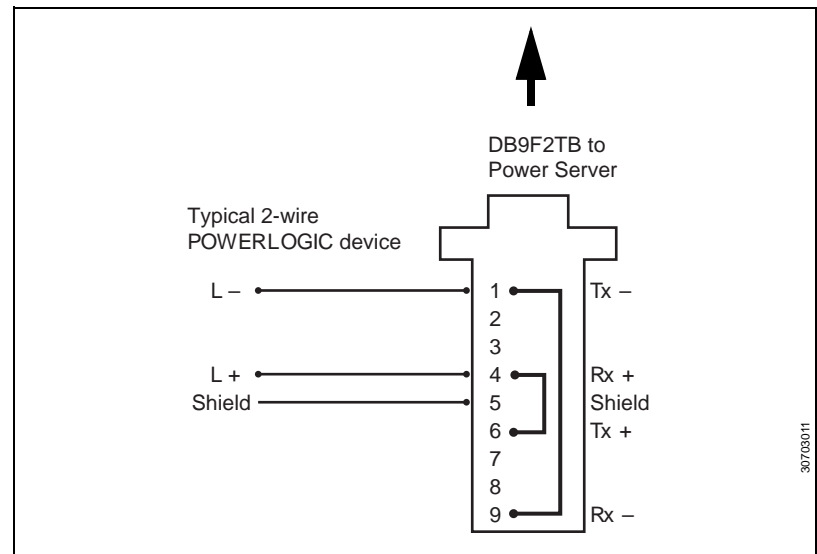 DB9F2TB to
Power Server
Typical 2-wire
POWERLOGIC device
L – 1 Tx –
2
3
L + 4 Rx +
Shield 5 Shield
6 Tx +
7
8
9 Rx –
30703011